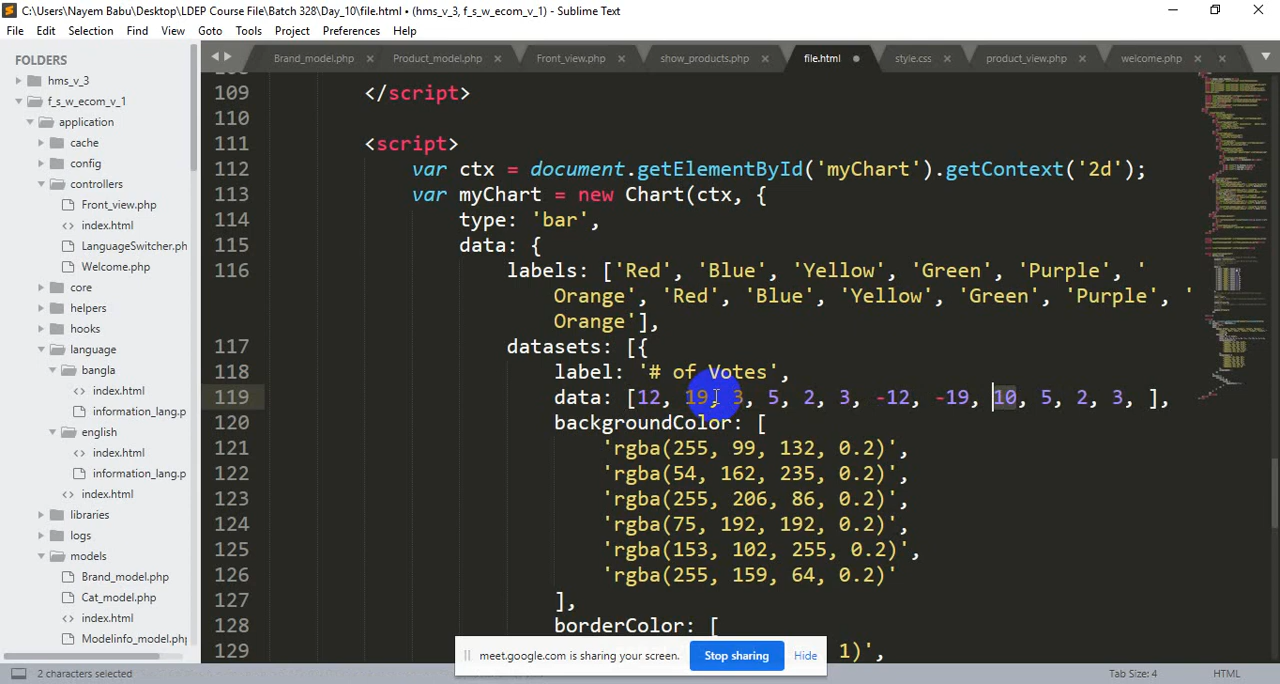 C:\Users\Nayem Babu\Desktop\LDEP Course File\Batch 328\Day_10\file.html • (hms_v_3, f_s_w_ecom_v_1) - Sublime Text
File Edit Selection Find View Goto Tools Project Preferences Help
FOLDERS
hms_v_3
f_s_w_ecom_v_1
application
cache
config
controllers
Front_view.php
index.html
LanguageSwitcher.ph
Welcome.php
core
helpers
hooks
language
bangla
index.html
information_lang.p
english
index.html
information_lang.p
index.html
libraries
logs
models
Brand_model.php
Cat_model.php
index.html
Modelinfo_model.php
Brand_model.php Product_model.php Front_view.php show_products.php file.html style.css product_view.php welcome.php
109 </script>
110
111 <script>
112 var ctx = document.getElementById('myChart').getContext('2d');
113 var myChart = new Chart(ctx, {
114 type: 'bar',
115 data: {
116 labels: ['Red', 'Blue', 'Yellow', 'Green', 'Purple', '
Orange', 'Red', 'Blue', 'Yellow', 'Green', 'Purple', '
Orange'],
117 datasets: [{
118 label: '# of Votes',
119 data: [12, 19, 3, 5, 2, 3, -12, -19, 10, 5, 2, 3, ],
120 backgroundColor: [
121 'rgba(255, 99, 132, 0.2)',
122 'rgba(54, 162, 235, 0.2)',
123 'rgba(255, 206, 86, 0.2)',
124 'rgba(75, 192, 192, 0.2)',
125 'rgba(153, 102, 255, 0.2)',
126 'rgba(255, 159, 64, 0.2)'
127 ],
128 borderColor: [
129 1)',
meet.google.com is sharing your screen. Stop sharing Hide
2 characters selected Tab Size: 4 HTML